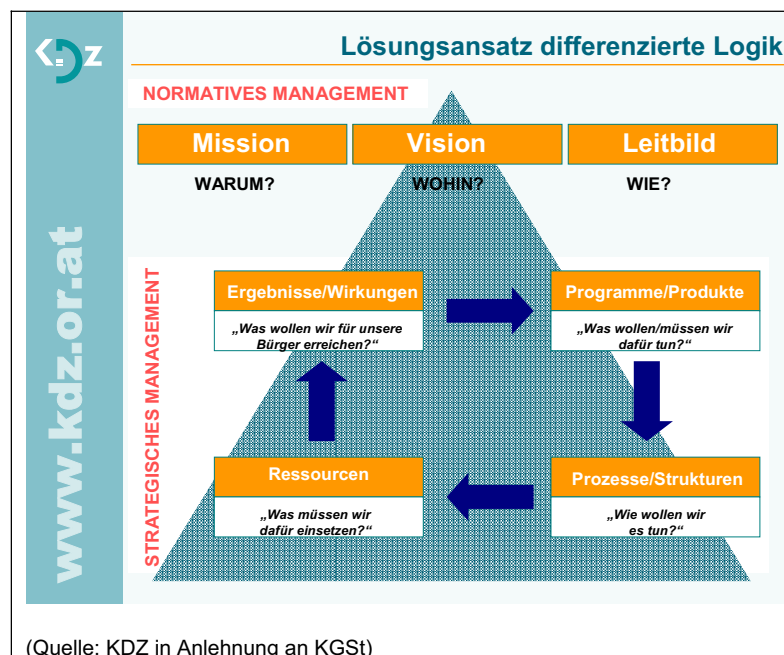 KDZ
Lösungsansatz differenzierte Logik
NORMATIVES MANAGEMENT
Mission
Vision
Leitbild
WARUM?
WOHIN?
WIE?
www.kdz.or.at
STRATEGISCHES MANAGEMENT
Ergebnisse/Wirkungen
„Was wollen wir für unsere
Bürger erreichen?“
Programme/Produkte
„Was wollen/müssen wir
dafür tun?“
Ressourcen
„Was müssen wir
dafür einsetzen?“
Prozesse/Strukturen
„Wie wollen wir
es tun?“
(Quelle: KDZ in Anlehnung an KGSt)